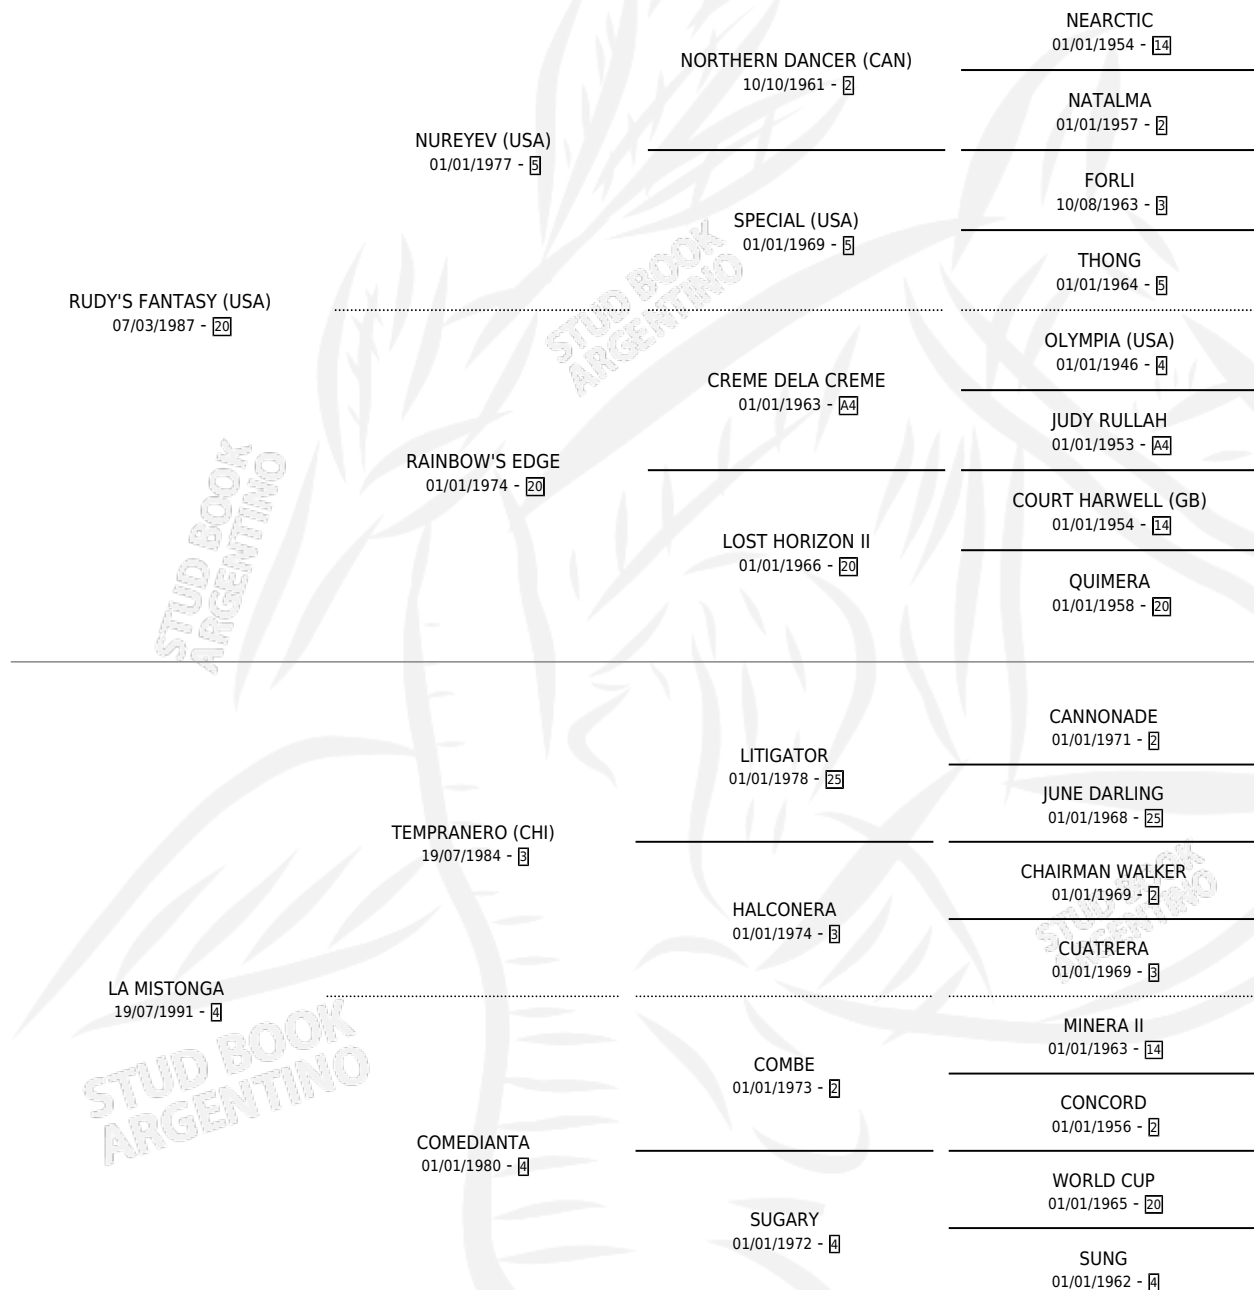 NEARCTIC
01/01/1954 - 14
NORTHERN DANCER (CAN)
10/10/1961 - 2
NATALMA
01/01/1957 - 2
NUREYEV (USA)
01/01/1977 - 5
FORLI
10/08/1963 - 3
SPECIAL (USA)
01/01/1969 - 5
THONG
01/01/1964 - 5
RUDY'S FANTASY (USA)
07/03/1987 - 20
OLYMPIA (USA)
01/01/1946 - 4
CREME DELA CREME
01/01/1963 - A4
JUDY RULLAH
01/01/1953 - A4
RAINBOW'S EDGE
01/01/1974 - 20
COURT HARWELL (GB)
01/01/1954 - 14
LOST HORIZON II
01/01/1966 - 20
QUIMERA
01/01/1958 - 20
CANNONADE
01/01/1971 - 2
LITIGATOR
01/01/1978 - 25
JUNE DARLING
01/01/1968 - 25
TEMPRANERO (CHI)
19/07/1984 - 3
CHAIRMAN WALKER
01/01/1969 - 2
HALCONERA
01/01/1974 - 3
CUATRERA
01/01/1969 - 3
LA MISTONGA
19/07/1991 - 4
MINERA II
01/01/1963 - 14
COMBE
01/01/1973 - 2
CONCORD
01/01/1956 - 2
COMEDIANTA
01/01/1980 - 4
WORLD CUP
01/01/1965 - 20
SUGARY
01/01/1972 - 4
SUNG
01/01/1962 - 4
STUD BOOK
ARGENTINO
STUD BOOK
ARGENTINO
STUD BOOK
ARGENTINO
STUD BOOK
ARGENTINO